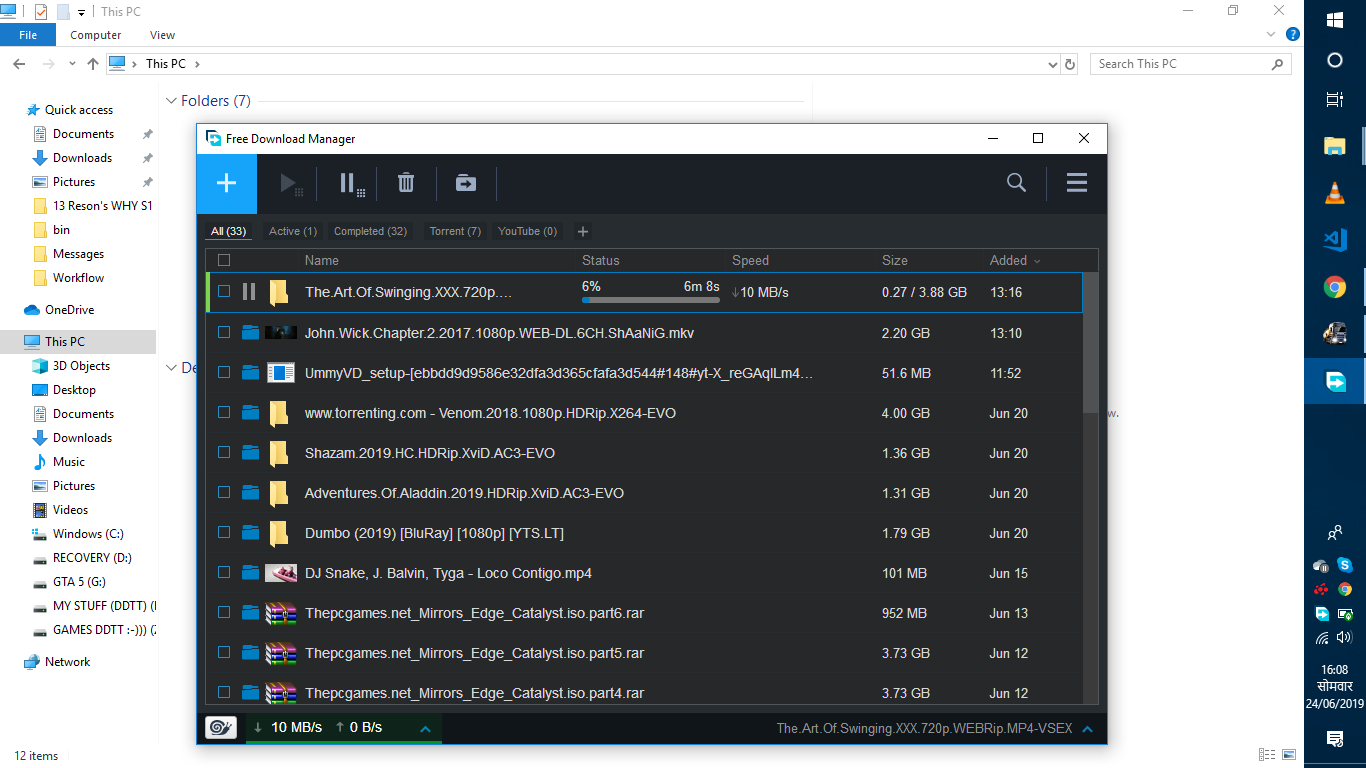 This PC
File Computer View
This PC
Search This PC
Quick access
Documents
Downloads
Pictures
13 Reson's WHY S1
bin
Messages
Workflow
OneDrive
This PC
3D Objects
Desktop
Documents
Downloads
Music
Pictures
Videos
Windows (C:)
RECOVERY (D:)
GTA 5 (G:)
MY STUFF (DDTT) (
GAMES DDTT :-))) (
Network
12 items
Folders (7)
De
w.
Free Download Manager
All (33) Active (1) Completed (32) Torrent (7) YouTube (0) +
Name Status Speed Size Added
The.Art.Of.Swinging.XXX.720p.... 6% 6m 8s ↓10 MB/s 0.27 / 3.88 GB 13:16
John.Wick.Chapter.2.2017.1080p.WEB-DL.6CH.ShAaNiG.mkv 2.20 GB 13:10
UmmyVD_setup-[ebbdd9d9586e32dfa3d365cfafa3d544#148#yt-X_reGAqILm4... 51.6 MB 11:52
www.torrenting.com - Venom.2018.1080p.HDRip.X264-EVO 4.00 GB Jun 20
Shazam.2019.HC.HDRip.XviD.AC3-EVO 1.36 GB Jun 20
Adventures.Of.Aladdin.2019.HDRip.XviD.AC3-EVO 1.31 GB Jun 20
Dumbo (2019) [BluRay] [1080p] [YTS.LT] 1.79 GB Jun 20
DJ Snake, J. Balvin, Tyga - Loco Contigo.mp4 101 MB Jun 15
Thepcgames.net_Mirrors_Edge_Catalyst.iso.part6.rar 952 MB Jun 13
Thepcgames.net_Mirrors_Edge_Catalyst.iso.part5.rar 3.73 GB Jun 12
Thepcgames.net_Mirrors_Edge_Catalyst.iso.part4.rar 3.73 GB Jun 12
↓ 10 MB/s ↑ 0 B/s The.Art.Of.Swinging.XXX.720p.WEBRip.MP4-VSEX
16:08
सोमवार
24/06/2019